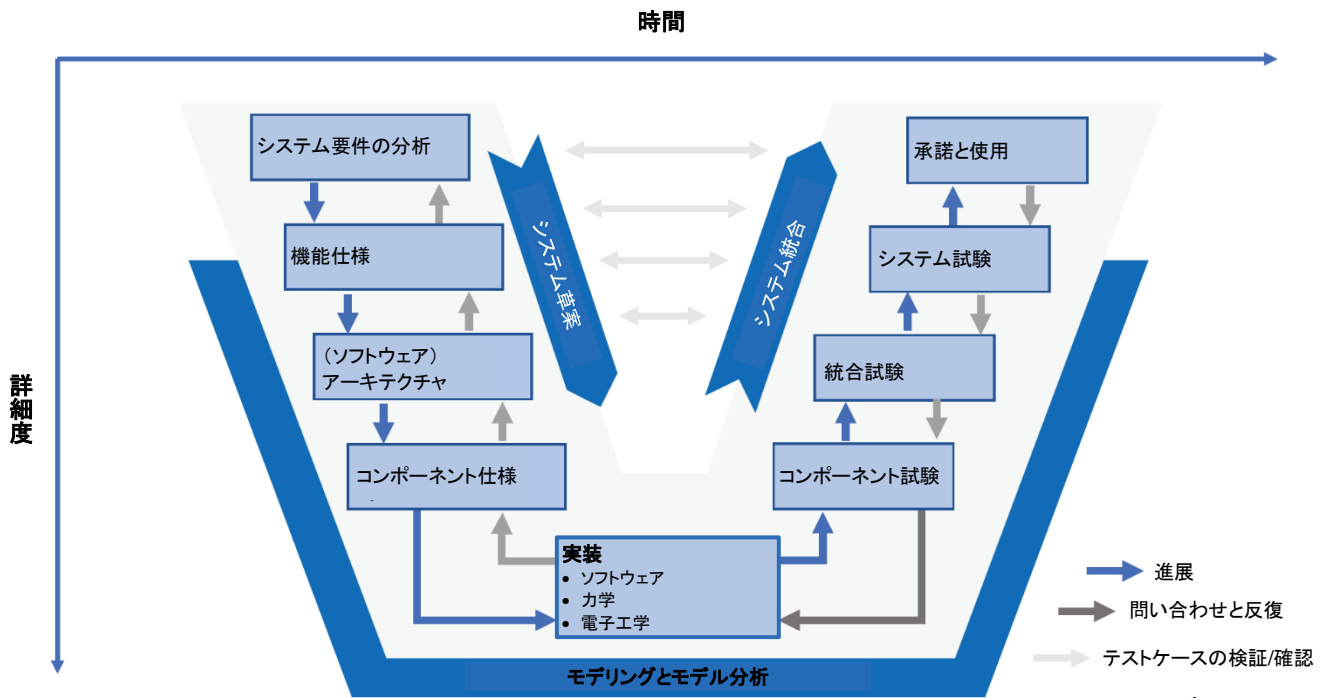 時間
詳細度
システム要件の分析
機能仕様
（ソフトウェア）
アーキテクチャ
コンポーネント仕様
システム草案
実装
• ソフトウェア
• 力学
• 電子工学
システム統合
承諾と使用
システム試験
統合試験
コンポーネント試験
モデリングとモデル分析
進展
問い合わせと反復
テストケースの検証/確認